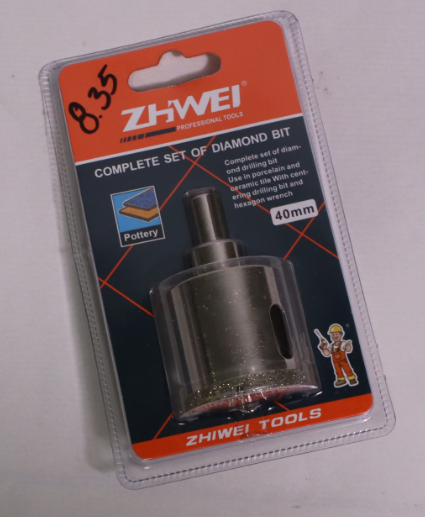 8.35
ZHWEI®
PROFESSIONAL TOOLS
COMPLETE SET OF DIAMOND BIT
Complete set of diam-
ond drilling bit
Use in porcelain and
ceramic tile With cent-
ering drilling bit and
hexagon wrench
40mm
Pottery
ZHIWEI TOOLS